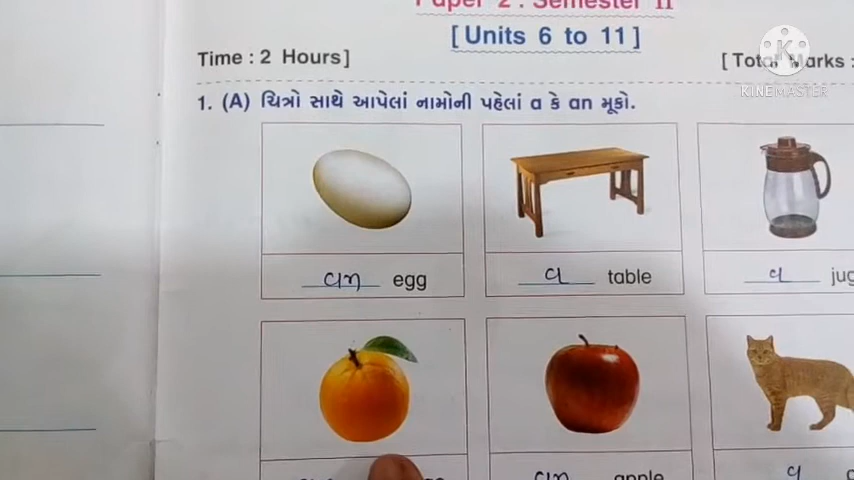 Paper 2 : Semester II
[ Units 6 to 11 ]
Time : 2 Hours]
[ Total Marks :
KINEMASTER
1. (A) ચિત્રો સાથે આપેલાં નામોની પહેલાં a કે an મૂકો.
an egg
a table
a jug
an apple
a